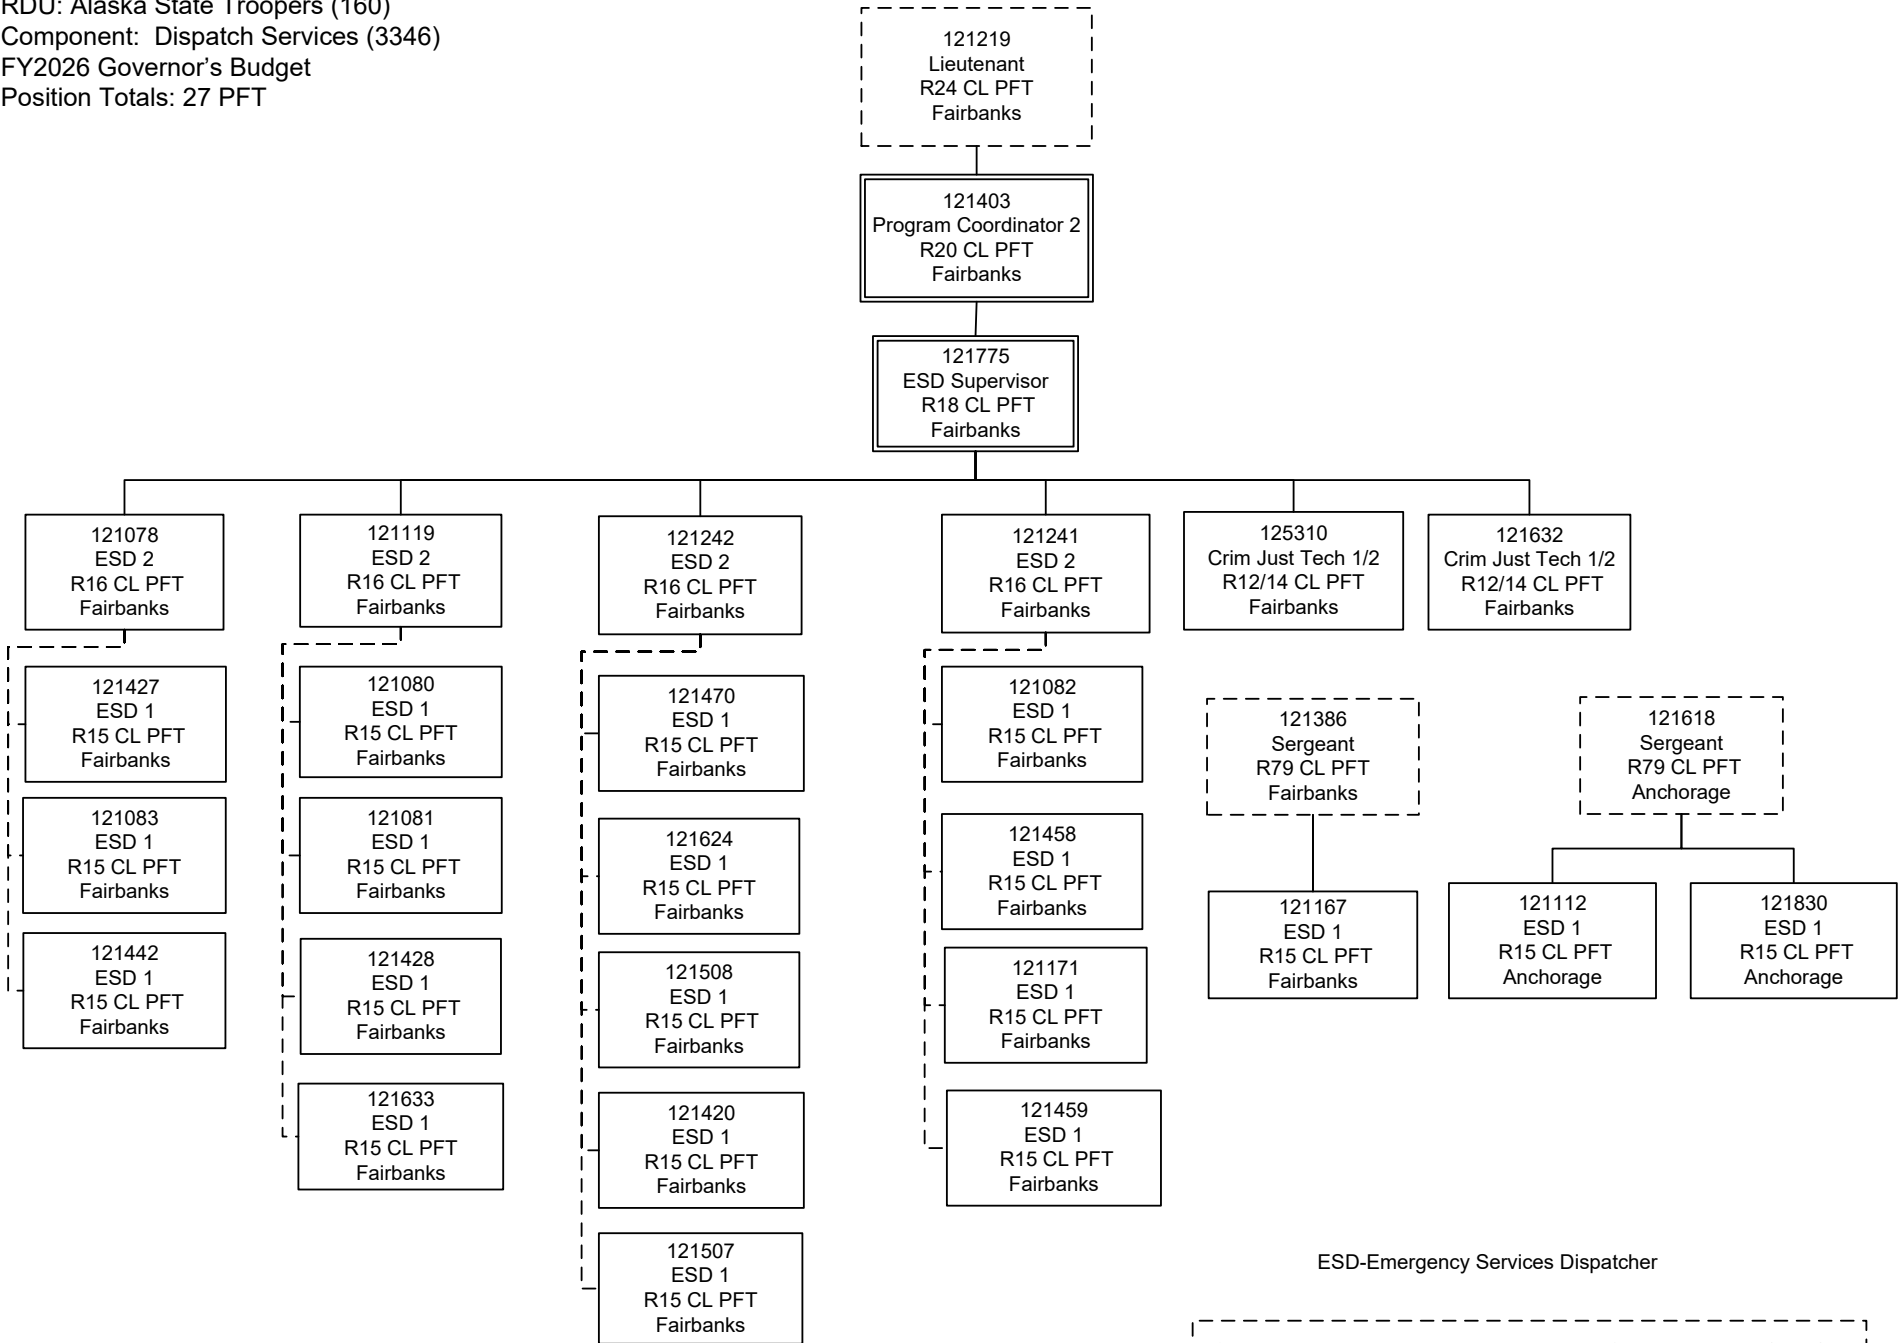 RDU: Alaska State Troopers (160)
Component:  Dispatch Services (3346)
FY2026 Governor’s Budget
Position Totals: 27 PFT
121219
Lieutenant
R24 CL PFT
Fairbanks
121403
Program Coordinator 2
R20 CL PFT
Fairbanks
121775
ESD Supervisor
R18 CL PFT
Fairbanks
121078
ESD 2
R16 CL PFT
Fairbanks
121427
ESD 1
R15 CL PFT
Fairbanks
121083
ESD 1
R15 CL PFT
Fairbanks
121442
ESD 1
R15 CL PFT
Fairbanks
121119
ESD 2
R16 CL PFT
Fairbanks
121080
ESD 1
R15 CL PFT
Fairbanks
121081
ESD 1
R15 CL PFT
Fairbanks
121428
ESD 1
R15 CL PFT
Fairbanks
121633
ESD 1
R15 CL PFT
Fairbanks
121242
ESD 2
R16 CL PFT
Fairbanks
121470
ESD 1
R15 CL PFT
Fairbanks
121624
ESD 1
R15 CL PFT
Fairbanks
121508
ESD 1
R15 CL PFT
Fairbanks
121420
ESD 1
R15 CL PFT
Fairbanks
121507
ESD 1
R15 CL PFT
Fairbanks
121241
ESD 2
R16 CL PFT
Fairbanks
121082
ESD 1
R15 CL PFT
Fairbanks
121458
ESD 1
R15 CL PFT
Fairbanks
121171
ESD 1
R15 CL PFT
Fairbanks
121459
ESD 1
R15 CL PFT
Fairbanks
125310
Crim Just Tech 1/2
R12/14 CL PFT
Fairbanks
121632
Crim Just Tech 1/2
R12/14 CL PFT
Fairbanks
121386
Sergeant
R79 CL PFT
Fairbanks
121167
ESD 1
R15 CL PFT
Fairbanks
121618
Sergeant
R79 CL PFT
Anchorage
121112
ESD 1
R15 CL PFT
Anchorage
121830
ESD 1
R15 CL PFT
Anchorage
ESD-Emergency Services Dispatcher